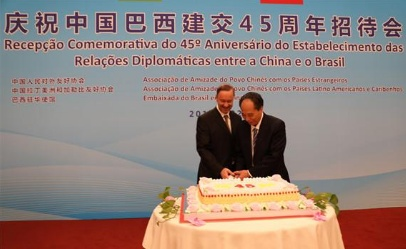 庆祝中国巴西建交45周年招待会
Recepção Comemorativa do 45º Aniversário do Estabelecimento das
Relações Diplomáticas entre a China e o Brasil
中国人民对外友好协会
Associação de Amizade do Povo Chinês com os Países Estrangeiros
中国拉丁美洲和加勒比友好协会
Associação de Amizade do Povo Chinês com os Países Latino Americanos e Caribenhos
巴西驻华使馆
Embaixada do Brasil